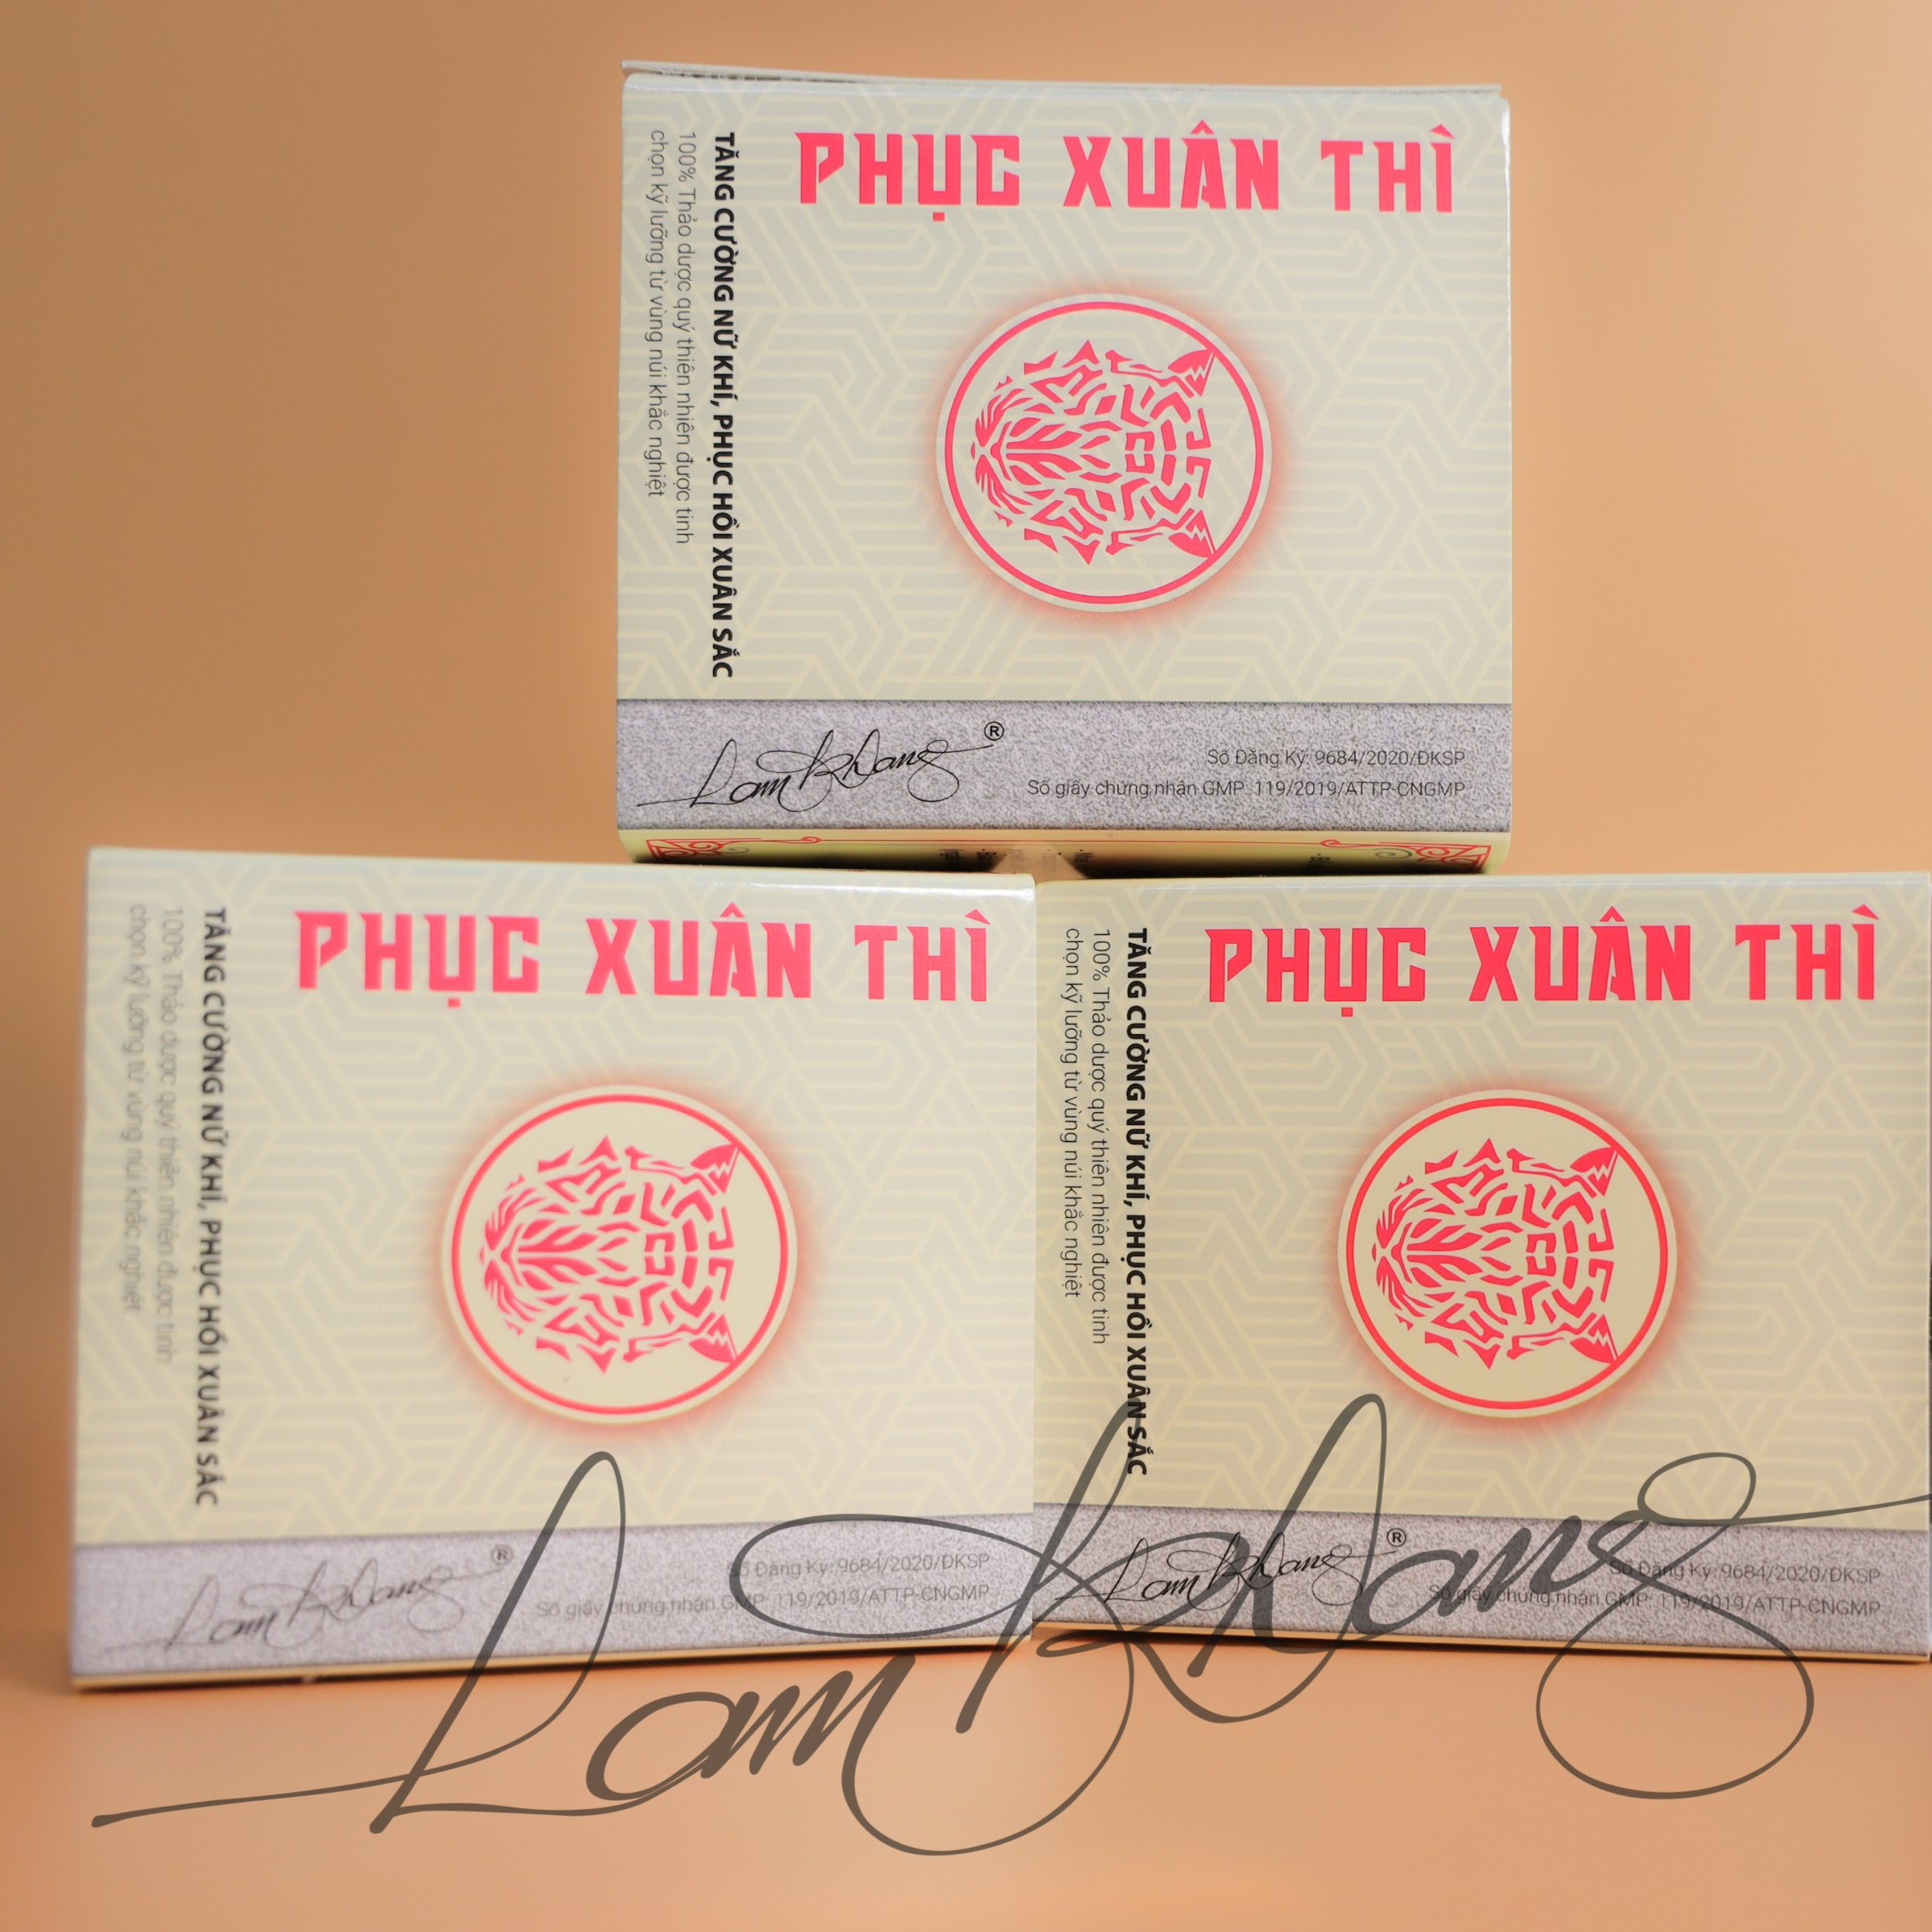 PHỤC XUÂN THÌ
TĂNG CƯỜNG NỮ KHÍ, PHỤC HỒI XUÂN SẮC
100% Thảo dược quý thiên nhiên được tinh
chọn kỹ lưỡng từ vùng núi khắc nghiệt
Lam Khang ®
Số Đăng Ký: 9684/2020/ĐKSP
Số giấy chứng nhận GMP: 119/2019/ATTP-CNGMP
PHỤC XUÂN THÌ
TĂNG CƯỜNG NỮ KHÍ, PHỤC HỒI XUÂN SẮC
100% Thảo dược quý thiên nhiên được tinh
chọn kỹ lưỡng từ vùng núi khắc nghiệt
Lam Khang ®
Số Đăng Ký: 9684/2020/ĐKSP
Số giấy chứng nhận GMP: 119/2019/ATTP-CNGMP
PHỤC XUÂN THÌ
TĂNG CƯỜNG NỮ KHÍ, PHỤC HỒI XUÂN SẮC
100% Thảo dược quý thiên nhiên được tinh
chọn kỹ lưỡng từ vùng núi khắc nghiệt
Lam Khang ®
Số Đăng Ký: 9684/2020/ĐKSP
Số giấy chứng nhận GMP: 119/2019/ATTP-CNGMP
Lam Khang